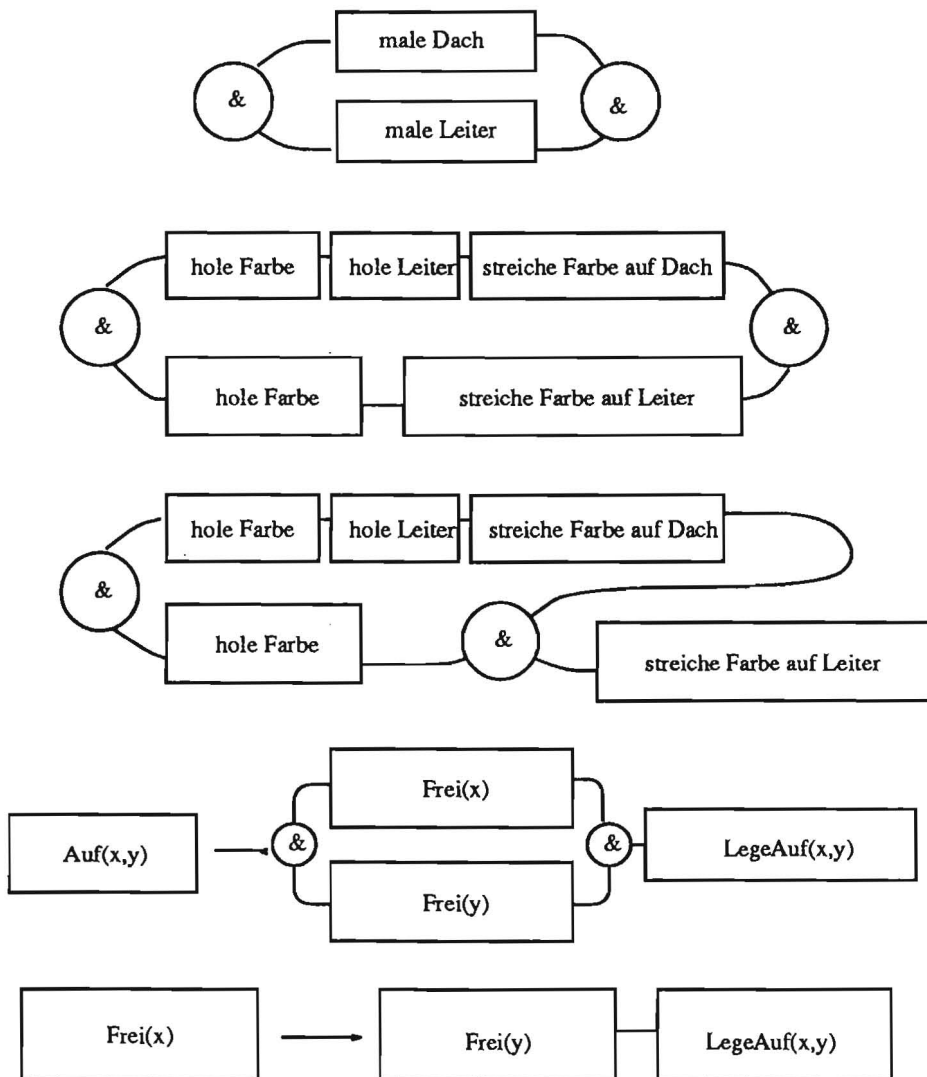 male Dach
& &
male Leiter
hole Farbe hole Leiter streiche Farbe auf Dach
& &
hole Farbe streiche Farbe auf Leiter
hole Farbe hole Leiter streiche Farbe auf Dach
&
hole Farbe & streiche Farbe auf Leiter
Frei(x)
Auf(x,y) & & LegeAuf(x,y)
Frei(y)
Frei(x) Frei(y) LegeAuf(x,y)